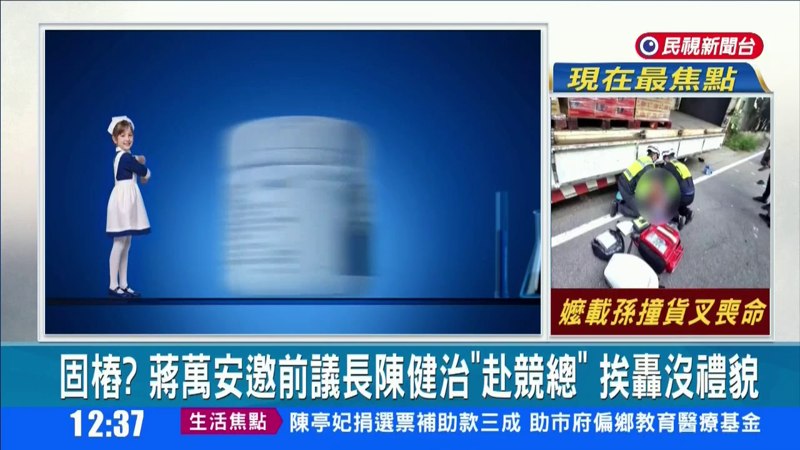 民視新聞台
現在最焦點
嬤載孫撞貨叉喪命
固樁? 蔣萬安邀前議長陳健治"赴競總" 挨轟沒禮貌
12:37
生活焦點
陳亭妃捐選票補助款三成 助市府偏鄉教育醫療基金